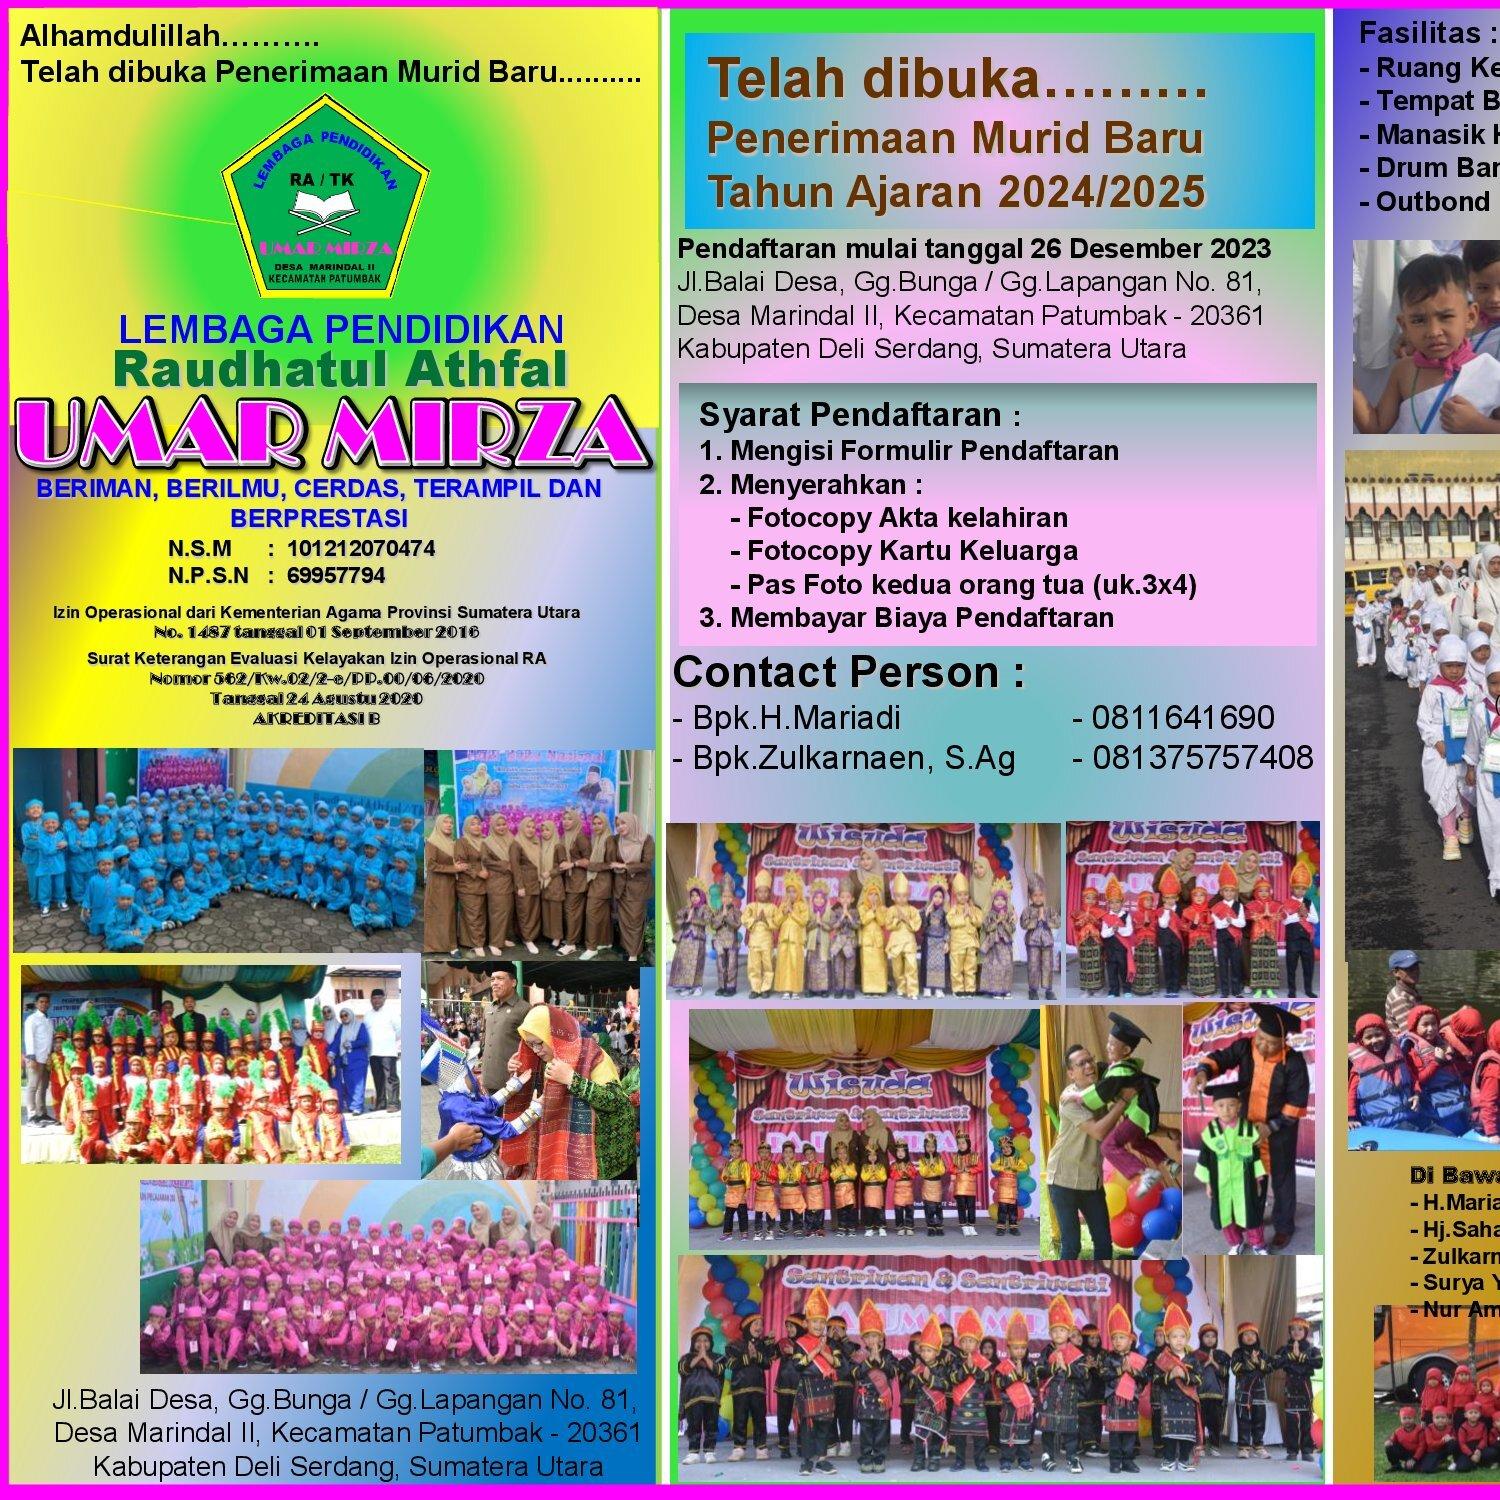 Alhamdulillah..........
Telah dibuka Penerimaan Murid Baru..........
LEMBAGA PENDIDIKAN
RA / TK
UMAR MIRZA
DESA MARINDAL II
KECAMATAN PATUMBAK
LEMBAGA PENDIDIKAN
Raudhatul Athfal
UMAR MIRZA
BERIMAN, BERILMU, CERDAS, TERAMPIL DAN
BERPRESTASI
N.S.M : 101212070474
N.P.S.N : 69957794
Izin Operasional dari Kementerian Agama Provinsi Sumatera Utara
No. 1487 tanggal 01 September 2016
Surat Keterangan Evaluasi Kelayakan Izin Operasional RA
Nomor 562/Kw.02/2-e/PP.00/06/2020
Tanggal 24 Agustu 2020
AKREDITASI B
Jl.Balai Desa, Gg.Bunga / Gg.Lapangan No. 81,
Desa Marindal II, Kecamatan Patumbak - 20361
Kabupaten Deli Serdang, Sumatera Utara
Telah dibuka.........
Penerimaan Murid Baru
Tahun Ajaran 2024/2025
Pendaftaran mulai tanggal 26 Desember 2023
Jl.Balai Desa, Gg.Bunga / Gg.Lapangan No. 81,
Desa Marindal II, Kecamatan Patumbak - 20361
Kabupaten Deli Serdang, Sumatera Utara
Syarat Pendaftaran :
1. Mengisi Formulir Pendaftaran
2. Menyerahkan :
- Fotocopy Akta kelahiran
- Fotocopy Kartu Keluarga
- Pas Foto kedua orang tua (uk.3x4)
3. Membayar Biaya Pendaftaran
Contact Person :
- Bpk.H.Mariadi - 0811641690
- Bpk.Zulkarnaen, S.Ag - 081375757408
Wisuda
Santriwan & Santriwati
Wisuda
Wisuda
Santriwan & Santriwati
Wisuda
Santriwan & Santriwati
RA UMAR MIRZA
Fasilitas :
- Ruang Ke
- Tempat B
- Manasik H
- Drum Ban
- Outbond
Di Bawa
- H.Maria
- Hj.Saha
- Zulkarn
- Surya Y
- Nur Am